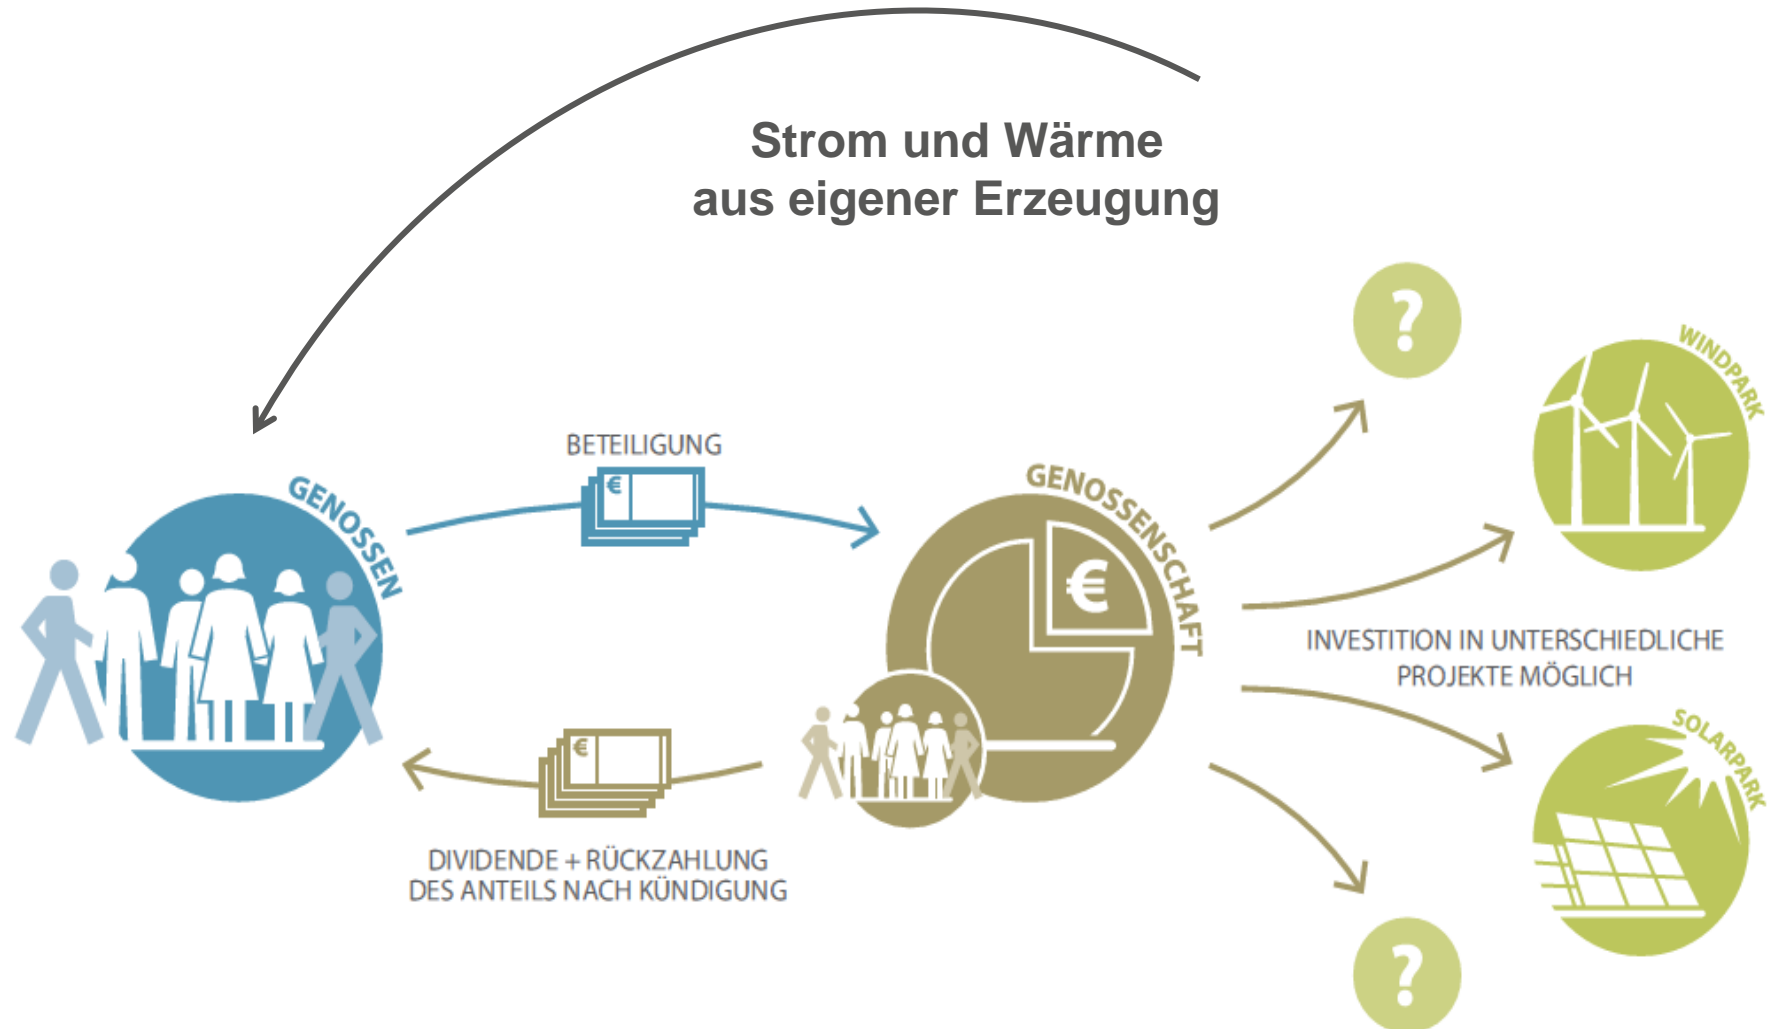 Strom und Wärme
aus eigener Erzeugung
?
WINDPARK
BETEILIGUNG
€
GENOSSEN
GENOSSENSCHAFT
€
INVESTITION IN UNTERSCHIEDLICHE
PROJEKTE MÖGLICH
SOLARPARK
€
DIVIDENDE + RÜCKZAHLUNG
DES ANTEILS NACH KÜNDIGUNG
?